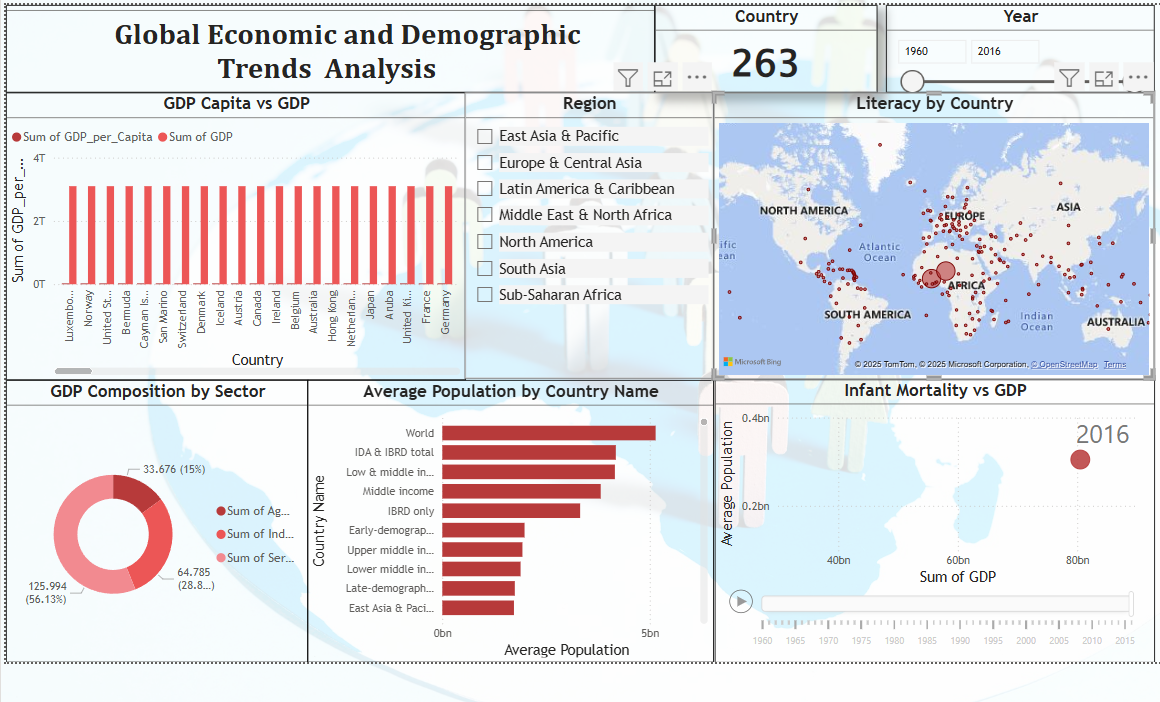 Global Economic and Demographic
Trends Analysis
Country
263
Year
1960
2016
GDP Capita vs GDP
Sum of GDP_per_Capita
Sum of GDP
Sum of GDP_per_...
4T
2T
0T
Luxembo...
Norway
United St...
Bermuda
Cayman Is...
San Marino
Switzerland
Denmark
Iceland
Austria
Canada
Ireland
Belgium
Australia
Hong Kong
Netherlan...
Japan
Aruba
United Ki...
France
Germany
Country
Region
East Asia & Pacific
Europe & Central Asia
Latin America & Caribbean
Middle East & North Africa
North America
South Asia
Sub-Saharan Africa
Literacy by Country
NORTH AMERICA
EUROPE
ASIA
ific
ean
Atlantic
Ocean
AFRICA
SOUTH AMERICA
Indian
Ocean
AUSTRALIA
Microsoft Bing
© 2025 TomTom, © 2025 Microsoft Corporation, © OpenStreetMap Terms
GDP Composition by Sector
33.676 (15%)
64.785
(28.8...)
125.994
(56.13%)
Sum of Ag...
Sum of Ind...
Sum of Ser...
Average Population by Country Name
Country Name
World
IDA & IBRD total
Low & middle in...
Middle income
IBRD only
Early-demograp...
Upper middle in...
Lower middle in...
Late-demograph...
East Asia & Paci...
0bn
5bn
Average Population
Infant Mortality vs GDP
Average Population
0.4bn
0.2bn
2016
40bn
60bn
80bn
Sum of GDP
1960
1965
1970
1975
1980
1985
1990
1995
2000
2005
2010
2015